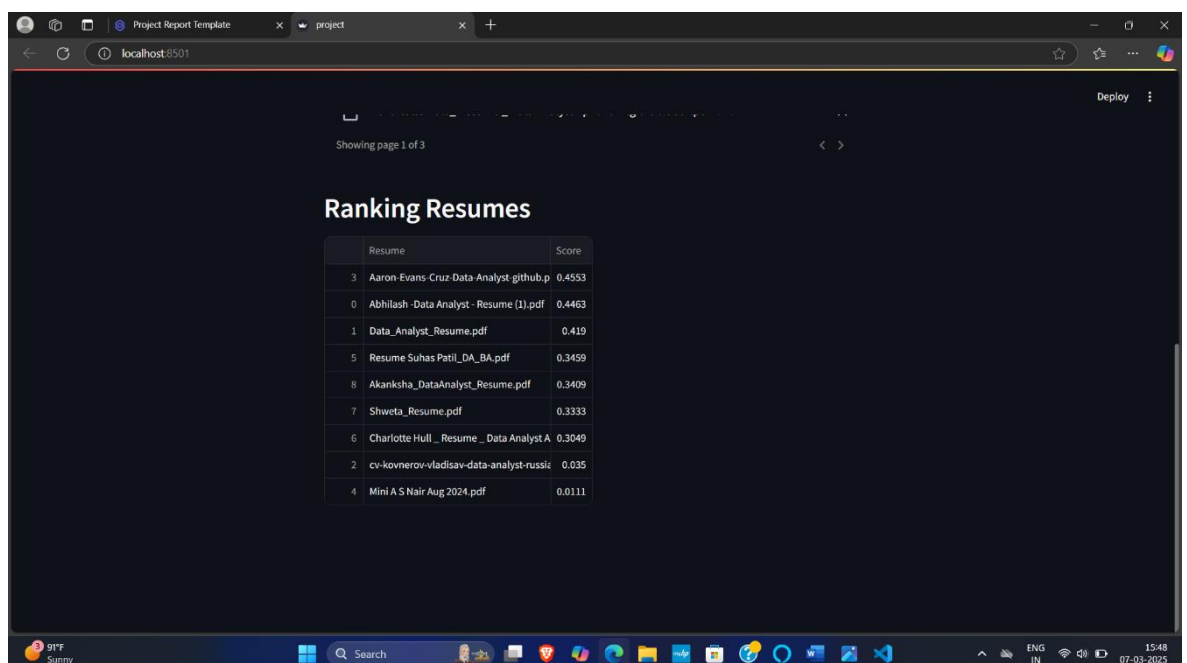 Project Report Template
project
localhost:8501
Deploy
Showing page 1 of 3
Ranking Resumes
Resume Score
3 Aaron-Evans-Cruz-Data-Analyst-github.p 0.4553
0 Abhilash -Data Analyst - Resume (1).pdf 0.4463
1 Data_Analyst_Resume.pdf 0.419
5 Resume Suhas Patil_DA_BA.pdf 0.3459
8 Akanksha_DataAnalyst_Resume.pdf 0.3409
7 Shweta_Resume.pdf 0.3333
6 Charlotte Hull _ Resume _ Data Analyst A 0.3049
2 cv-kovnerov-vladisav-data-analyst-russia 0.035
4 Mini A S Nair Aug 2024.pdf 0.0111
3 91°F
Sunny
Search
ENG
IN
15:48
07-03-2025